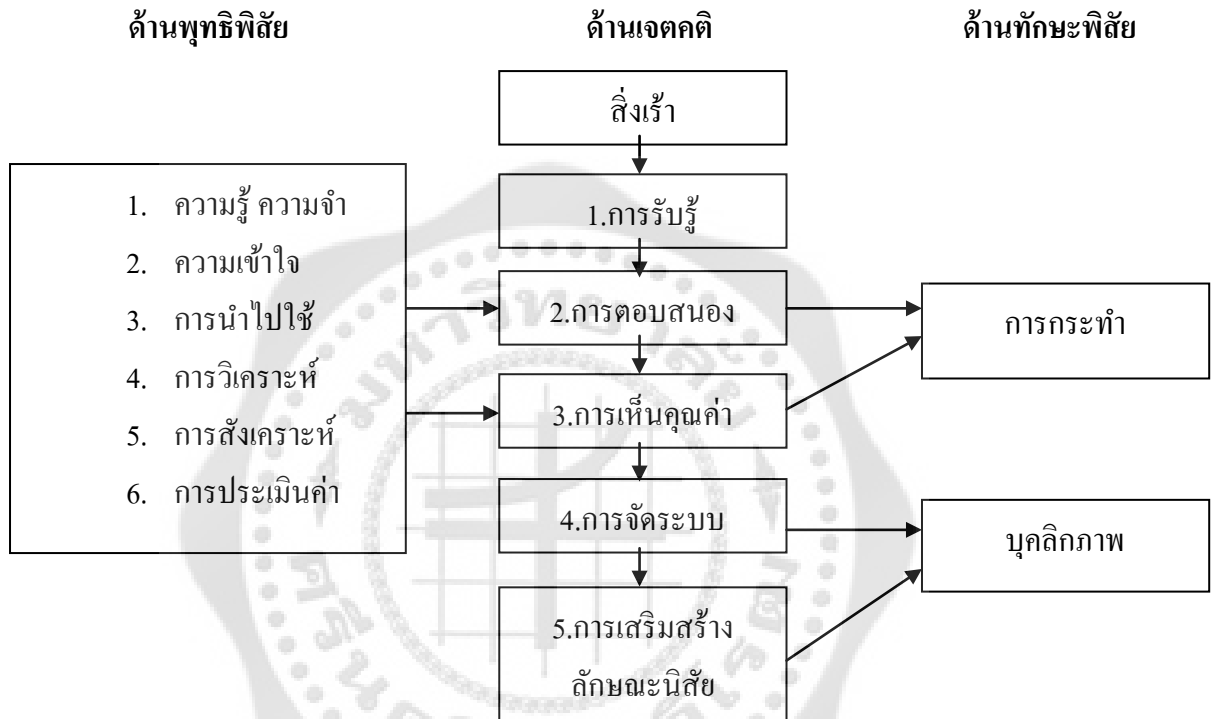 ด้านพุทธิพิสัย
ด้านเจตคติ
ด้านทักษะพิสัย
สิ่งเร้า
1. ความรู้ ความจำ
2. ความเข้าใจ
3. การนำไปใช้
4. การวิเคราะห์
5. การสังเคราะห์
6. การประเมินค่า
1.การรับรู้
2.การตอบสนอง
3.การเห็นคุณค่า
4.การจัดระบบ
5.การเสริมสร้าง
ลักษณะนิสัย
การกระทำ
บุคลิกภาพ
มหาวิทยาลัย